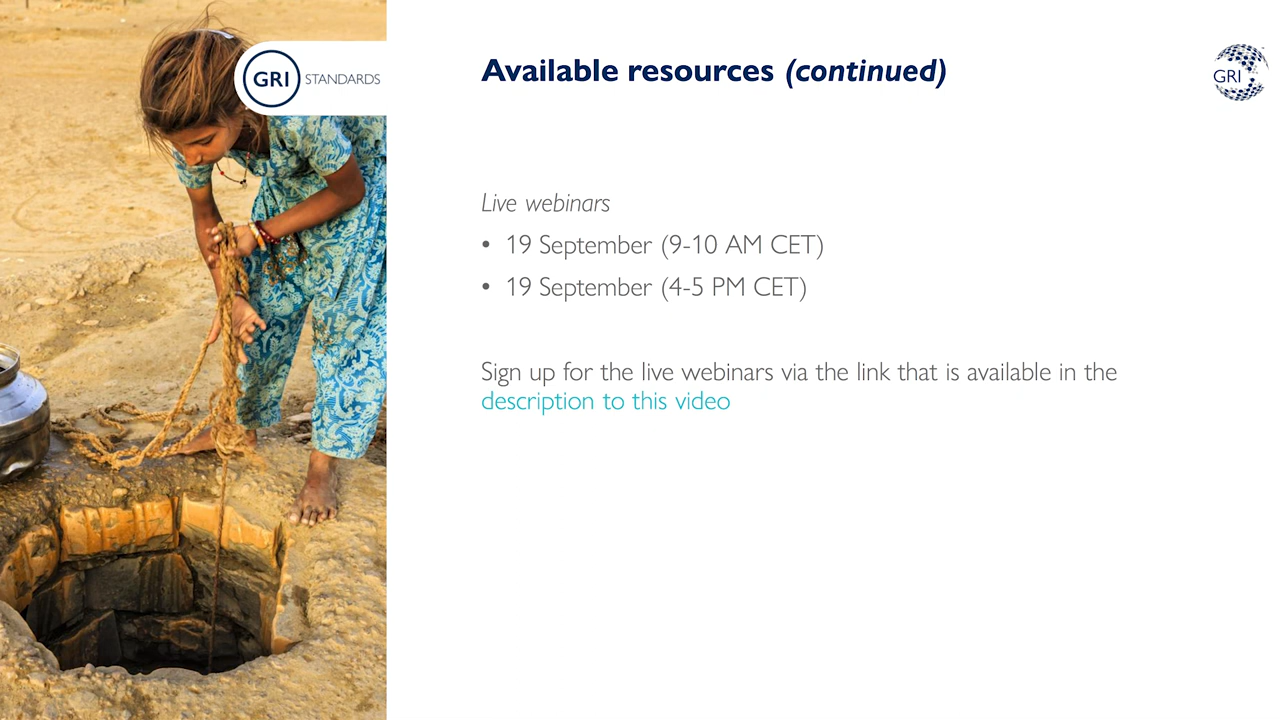 GRI STANDARDS
Available resources (continued)
GRI
Live webinars
• 19 September (9-10 AM CET)
• 19 September (4-5 PM CET)
Sign up for the live webinars via the link that is available in the
description to this video